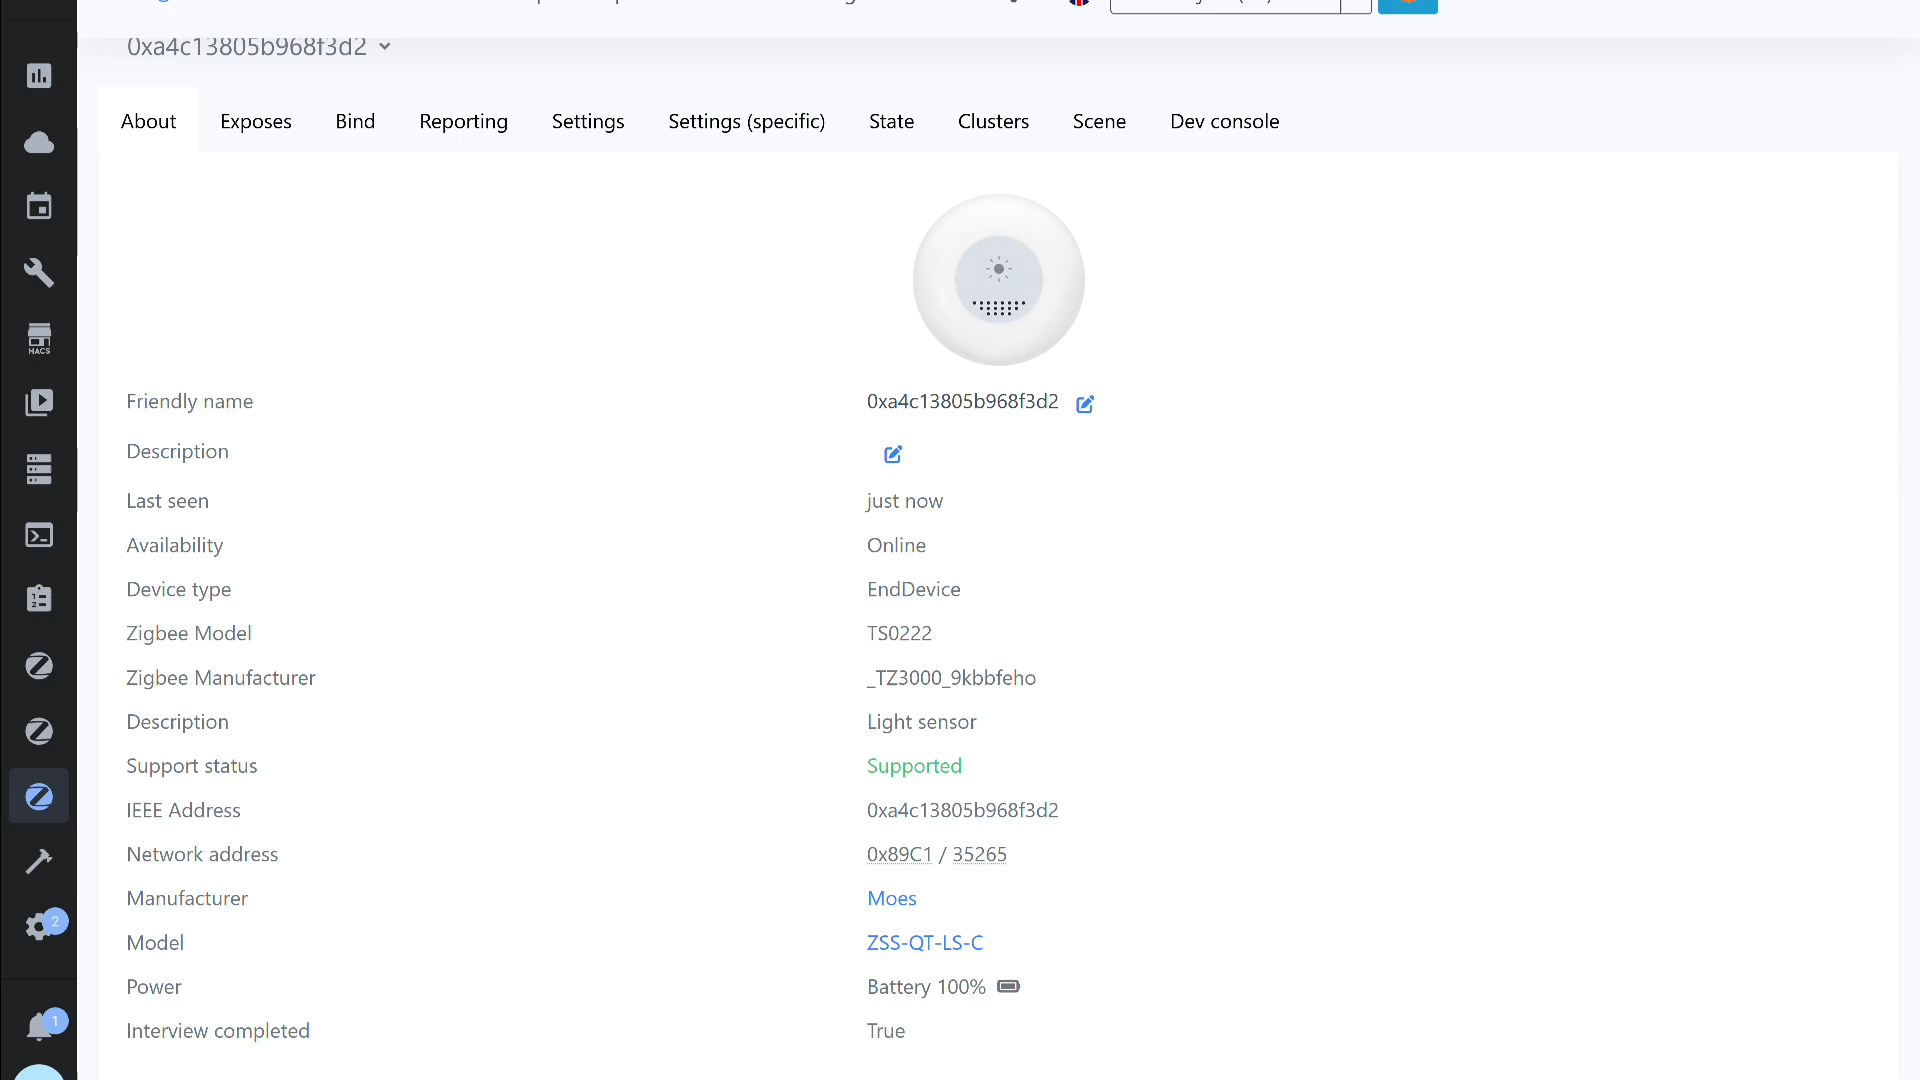 0xa4c13805b968f3d2
About Exposes Bind Reporting Settings Settings (specific) State Clusters Scene Dev console
HACS
Friendly name 0xa4c13805b968f3d2
Description
Last seen just now
Availability Online
Device type EndDevice
Zigbee Model TS0222
Zigbee Manufacturer _TZ3000_9kbbfeho
Description Light sensor
Support status Supported
IEEE Address 0xa4c13805b968f3d2
Network address 0x89C1 / 35265
Manufacturer Moes
2
Model ZSS-QT-LS-C
Power Battery 100%
1
Interview completed True